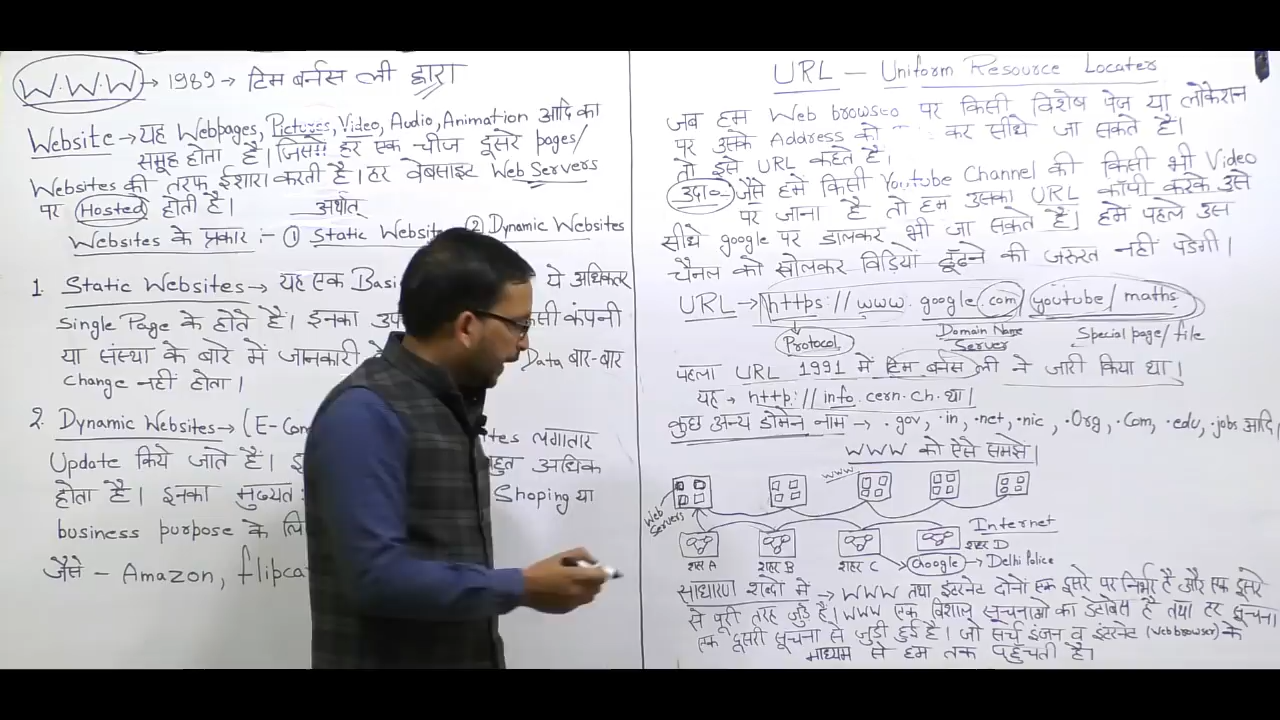 W.W.W → 1989 → टिम बर्नस ली द्वारा
Website → यह Webpages, Pictures, Video, Audio, Animation आदि का
समूह होता है। जिसमें हर एक चीज दूसरे pages/
Websites की तरफ ईशारा करती है। हर वेबसाइट Web Servers
पर Hosted होती है। अर्थात्
Websites के प्रकार :- ① Static Websit ② Dynamic Websites
1. Static Websites → यह एक Basi ये अधिकतर
Single Page के होते हैं। इनका उप कंपनी
या संस्था के बारे में जानकारी Data बार-बार
Change नहीं होता।
2. Dynamic Websites → (E-Com tes लगातार
Update किये जाते हैं। अधिक
होता है। इनका मुख्यत: Shoping या
business purpose के लि
जैसे - Amazon, flipca
URL - Uniform Resource Locater
जब हम Web browser पर किसी विशेष पेज या लोकेशन
पर उसके Address को कर सीधे जा सकते है।
तो इसे URL कहते है।
उदा०- जैसे हमें किसी Youtube Channel की किसी भी Video
पर जाना है तो हम उसका URL कॉपी करके उसे
सीधे google पर डालकर भी जा सकते है। हमें पहले उस
चैनल को खोलकर विडियो ढूंढने की जरुरत नहीं पडेगी।
URL → https://www.google.com/youtube/maths
Protocol Domain Name Server Special page/file
पहला URL 1991 में टिम बर्नस ली ने जारी किया था।
यह → http://info.cern.ch. था।
कुछ अन्य डोमेन नाम → .gov, .in, .net, .nic, .Org, .Com, .edu, .jobs आदि।
WWW को ऐसे समझें।
www
Web Servers
Internet
शहर A शहर B शहर C शहर D
Google → Delhi Police
साधारण शब्दो में → WWW तथा इंटरनेट दोनों एक दूसरे पर निर्भर है और एक दूसरे
से पूरी तरह जुडे है। WWW एक विशाल सूचनाओं का डेटाबेस है तथा हर सूचना
एक दूसरी सूचना से जुडी हुई है। जो सर्च इंजन व इंटरनेट (Web browser) के
माध्यम से हम तक पहुंचती है।